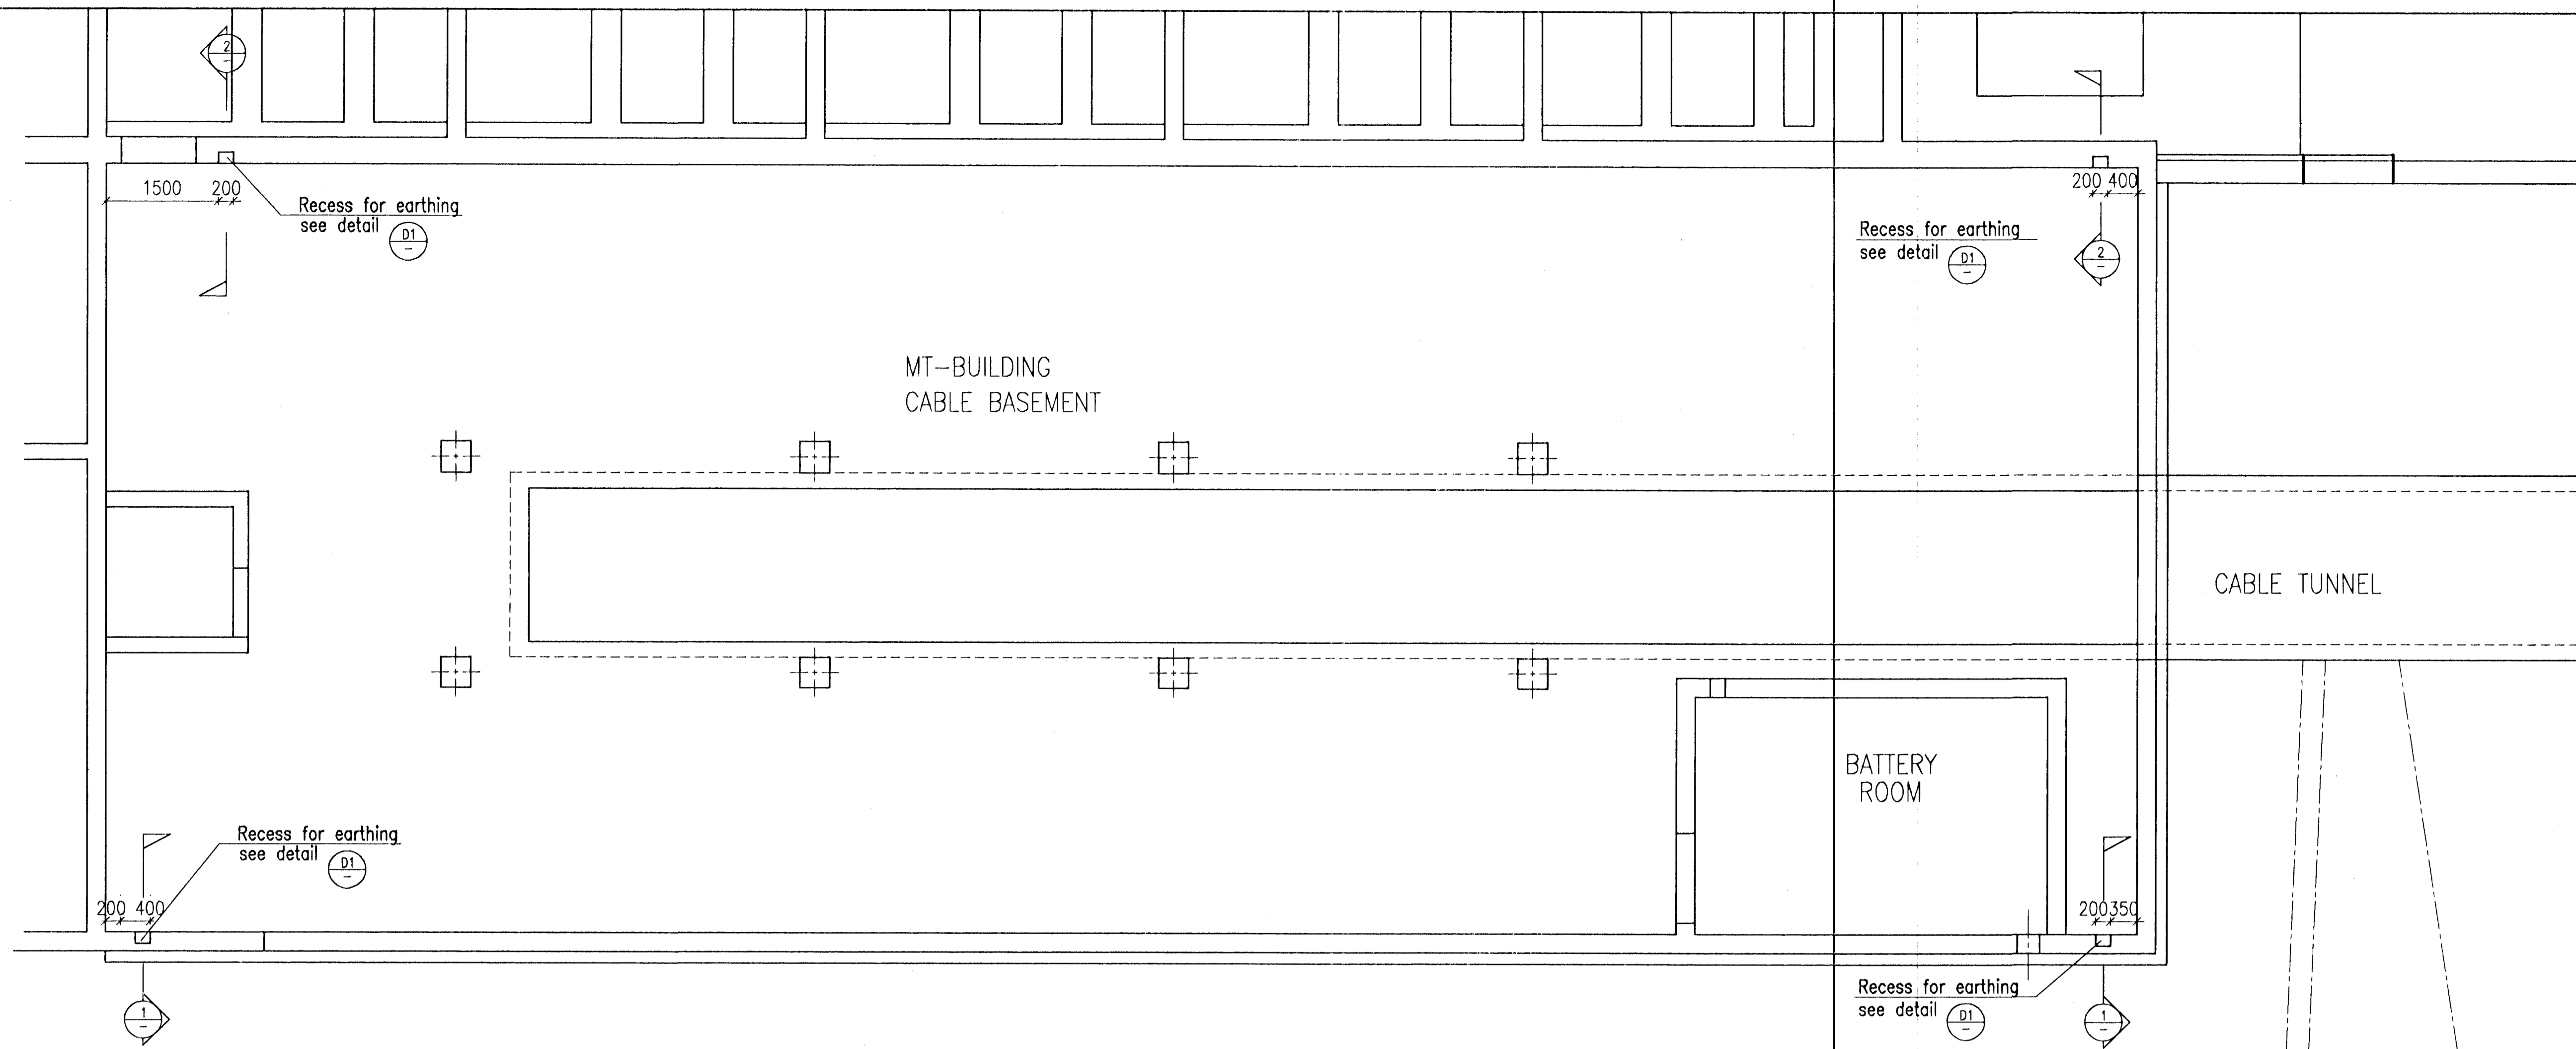 2
–
1500 200
Recess for earthing
see detail D1
–
200 400
Recess for earthing
see detail D1
–
2
–
MT-BUILDING
CABLE BASEMENT
CABLE TUNNEL
BATTERY
ROOM
Recess for earthing
see detail D1
–
200 400
200 350
1
–
Recess for earthing
see detail D1
–
1
–